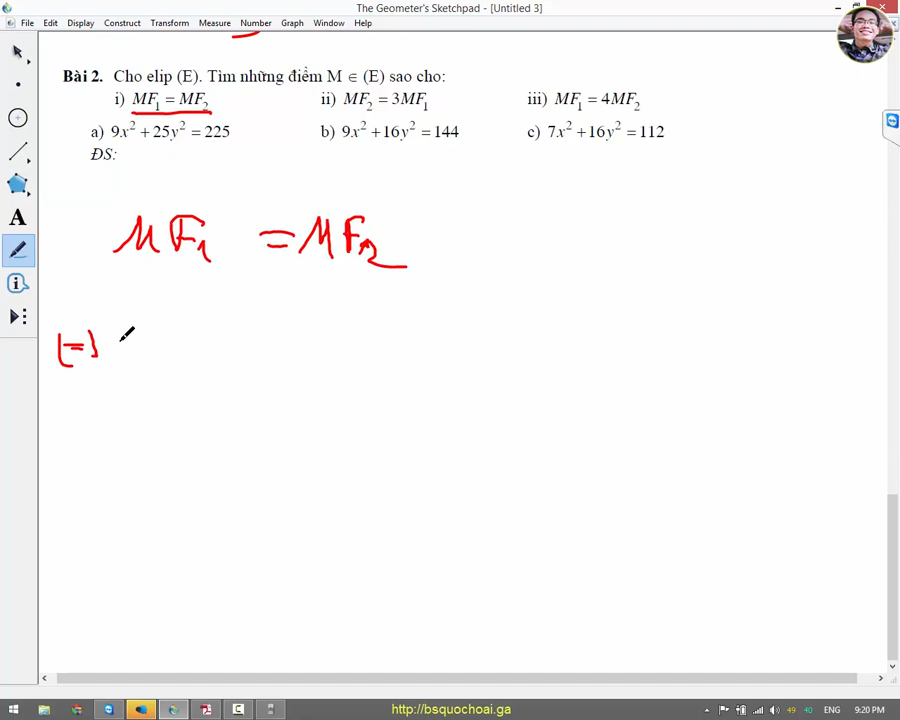 The Geometer's Sketchpad - [Untitled 3]
File Edit Display Construct Transform Measure Number Graph Window Help
Bài 2. Cho elip (E). Tìm những điểm M ∈ (E) sao cho:
i) MF₁ = MF₂ ii) MF₂ = 3MF₁ iii) MF₁ = 4MF₂
a) 9x² + 25y² = 225 b) 9x² + 16y² = 144 c) 7x² + 16y² = 112
ĐS:
MF₁ = MF₂
(=)
http://bsquochoai.ga
49 40 ENG 9:20 PM